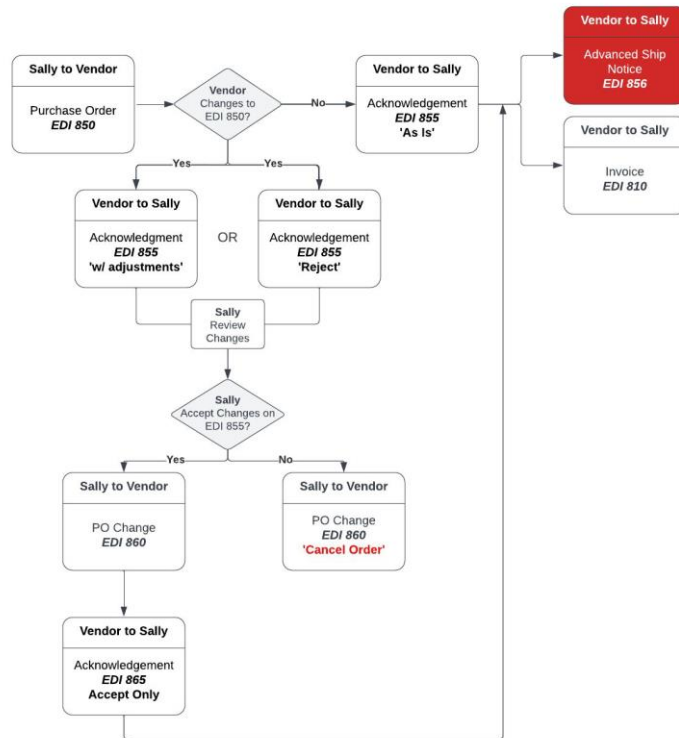 Vendor to Sally
Advanced Ship
Notice
EDI 856
Sally to Vendor
Purchase Order
EDI 850
Vendor
Changes to
EDI 850?
No
Vendor to Sally
Acknowledgement
EDI 855
'As Is'
Vendor to Sally
Invoice
EDI 810
Yes
Yes
Vendor to Sally
Acknowledgment
EDI 855
'w/ adjustments'
OR
Vendor to Sally
Acknowledgement
EDI 855
'Reject'
Sally
Review
Changes
Sally
Accept Changes on
EDI 855?
Yes
No
Sally to Vendor
PO Change
EDI 860
Sally to Vendor
PO Change
EDI 860
'Cancel Order'
Vendor to Sally
Acknowledgement
EDI 865
Accept Only